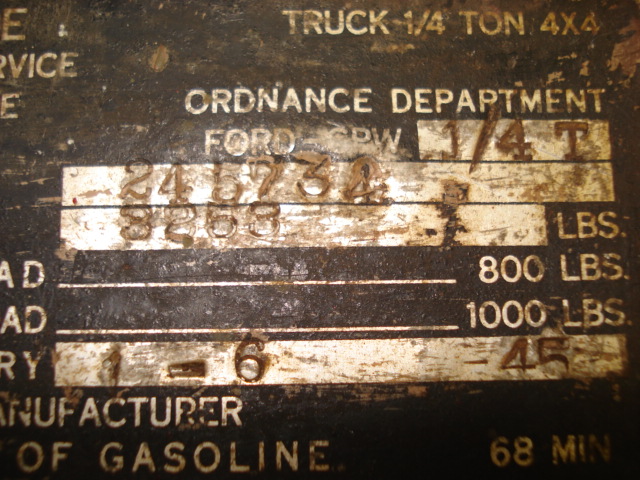 E TRUCK 1/4 TON 4X4
RVICE
E ORDNANCE DEPARTMENT
FORD GPW 1/4 T
246732
3253 LBS.
AD 800 LBS.
AD 1000 LBS.
RY 1-6 45
ANUFACTURER
OF GASOLINE 68 MIN